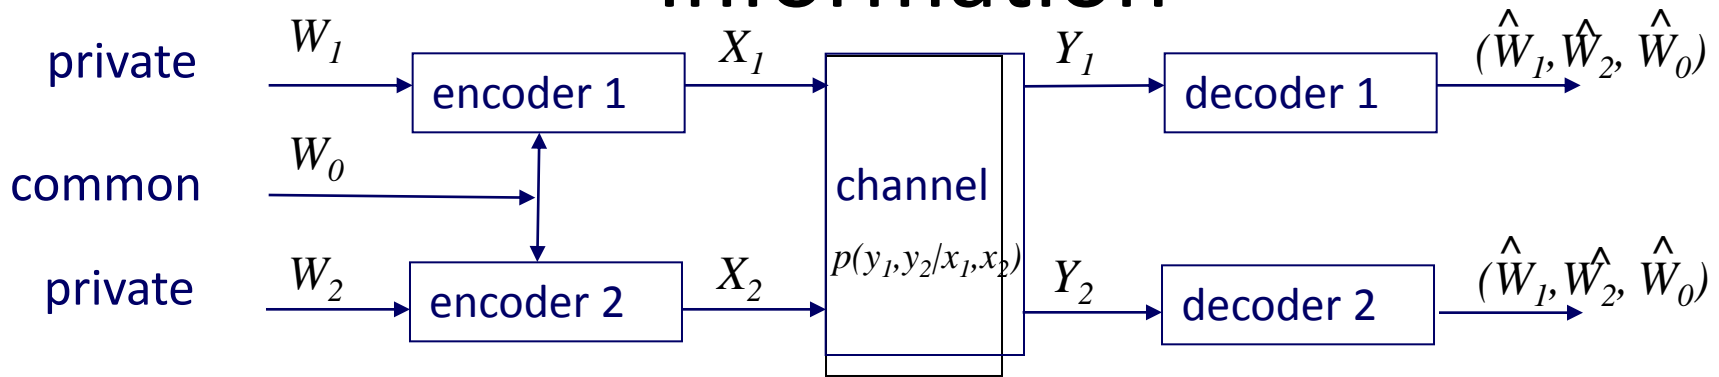 information
private W₁ encoder 1 X₁ Y₁ decoder 1 (Ŵ₁,Ŵ₂, Ŵ₀)
common W₀ channel
p(y₁,y₂/x₁,x₂)
private W₂ encoder 2 X₂ Y₂ decoder 2 (Ŵ₁,Ŵ₂, Ŵ₀)